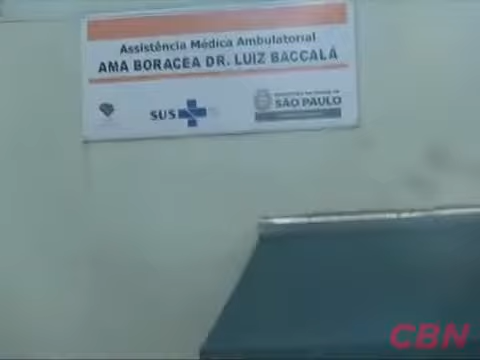 Assistência Médica Ambulatorial
AMA BORACEA DR. LUIZ BACCALÁ
SUS
SÃO PAULO
CBN